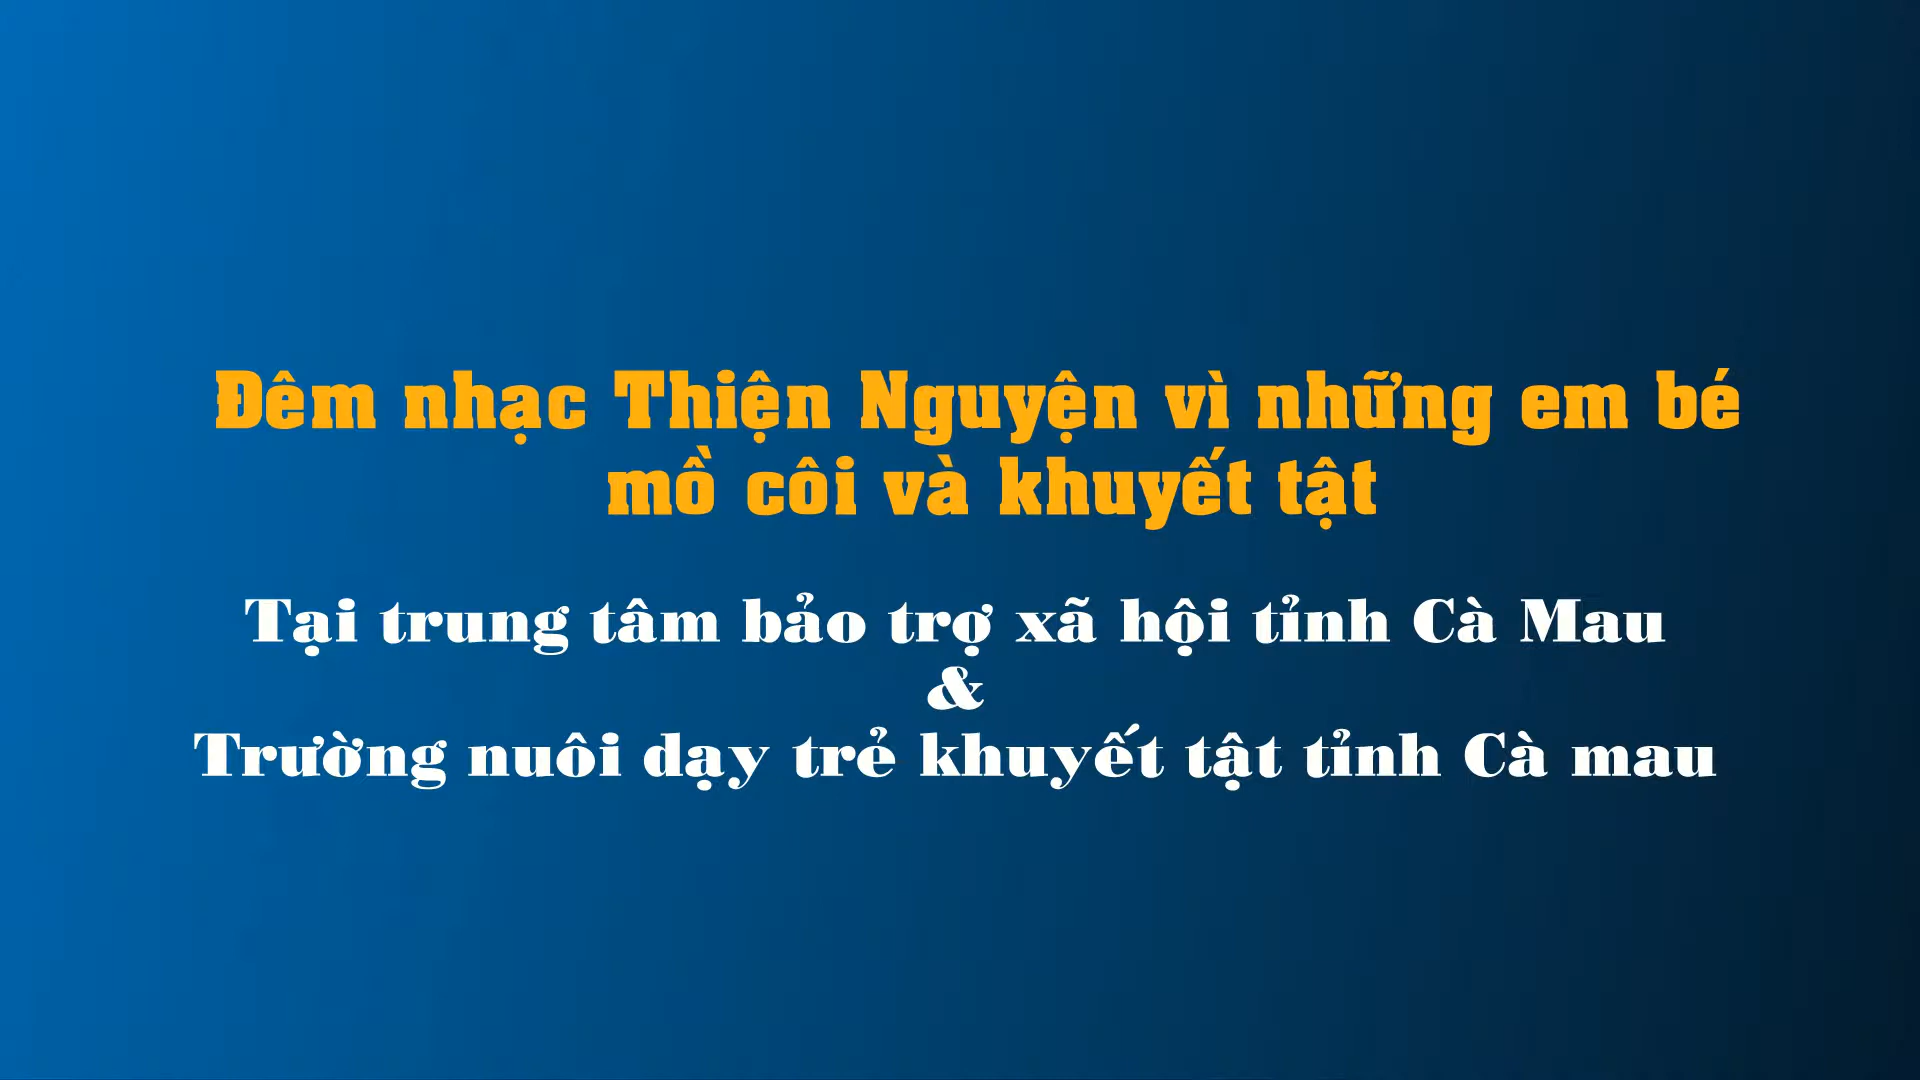 Đêm nhạc Thiện Nguyện vì những em bé
mồ côi và khuyết tật
Tại trung tâm bảo trợ xã hội tỉnh Cà Mau
&
Trường nuôi dạy trẻ khuyết tật tỉnh Cà mau